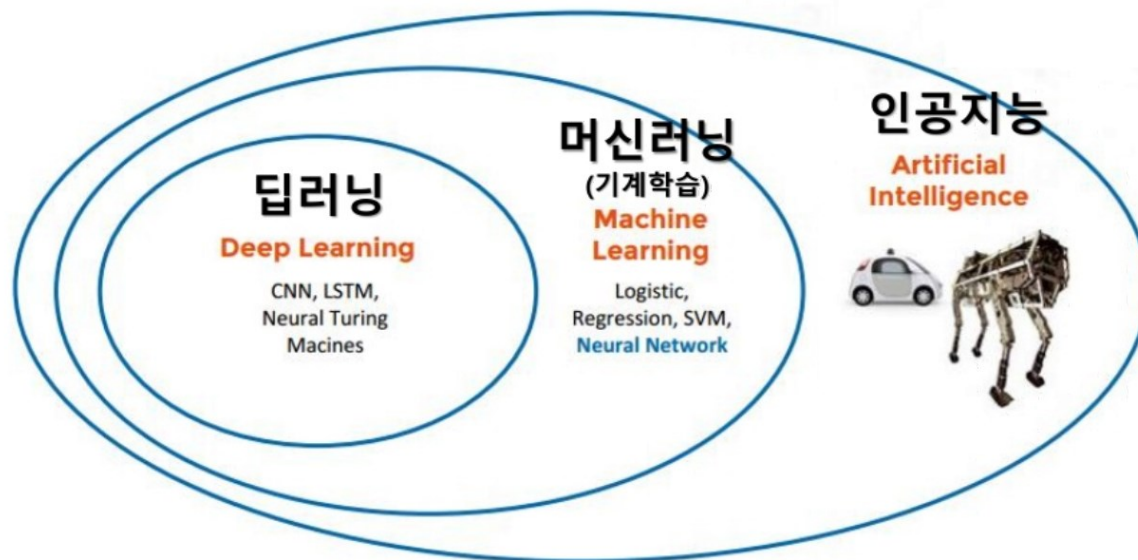 딥러닝
Deep Learning
CNN, LSTM,
Neural Turing
Macines
머신러닝
(기계학습)
Machine
Learning
Logistic,
Regression, SVM,
Neural Network
인공지능
Artificial
Intelligence